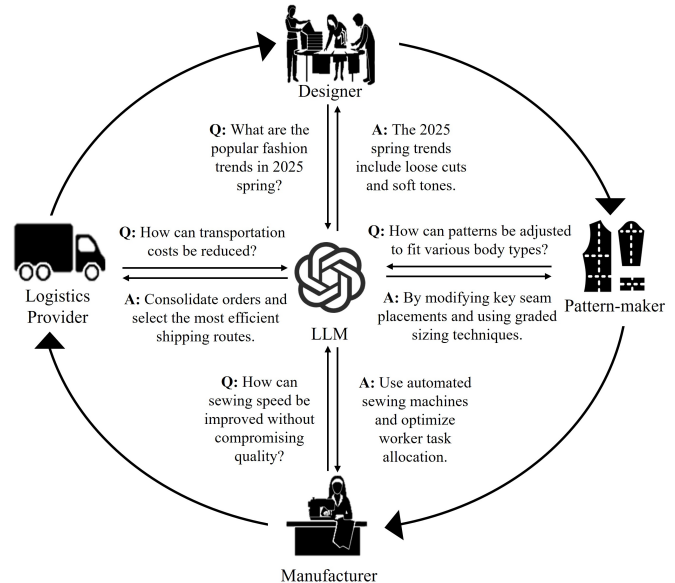 Designer
Q: What are the
popular fashion
trends in 2025
spring?
A: The 2025
spring trends
include loose cuts
and soft tones.
Q: How can transportation
costs be reduced?
Q: How can patterns be adjusted
to fit various body types?
Logistics
Provider
A: Consolidate orders and
select the most efficient
shipping routes.
LLM
A: By modifying key seam
placements and using graded
sizing techniques.
Pattern-maker
Q: How can
sewing speed be
improved without
compromising
quality?
A: Use automated
sewing machines
and optimize
worker task
allocation.
Manufacturer